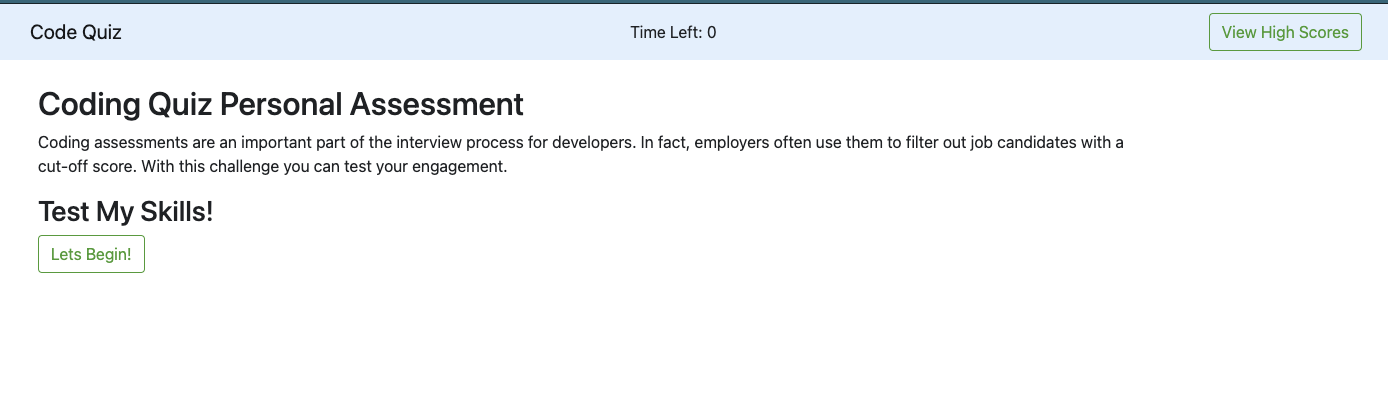 Code Quiz
Time Left: 0
View High Scores
Coding Quiz Personal Assessment
Coding assessments are an important part of the interview process for developers. In fact, employers often use them to filter out job candidates with a
cut-off score. With this challenge you can test your engagement.
Test My Skills!
Lets Begin!